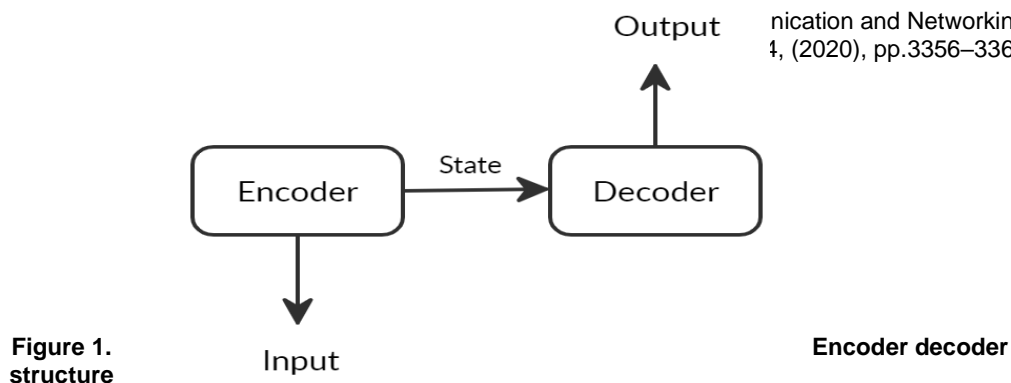 Output
nication and Networkin
4, (2020), pp.3356–336
State
Encoder
Decoder
Input
Figure 1. Encoder decoder
structure